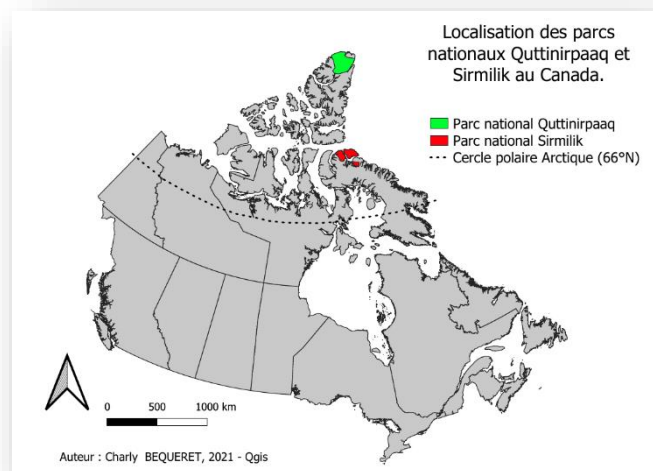 Localisation des parcs
nationaux Quttinirpaaq et
Sirmilik au Canada.
Parc national Quttinirpaaq
Parc national Sirmilik
Cercle polaire Arctique (66°N)
0 500 1000 km
Auteur : Charly BEQUERET, 2021 - Qgis